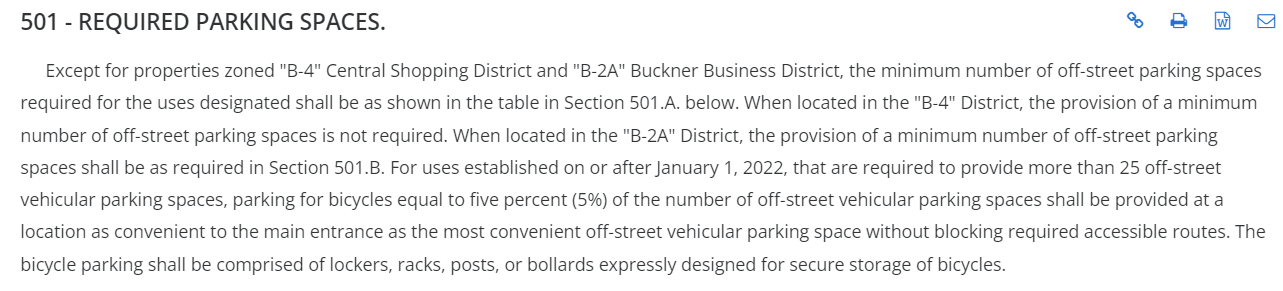 501 - REQUIRED PARKING SPACES.
Except for properties zoned "B-4" Central Shopping District and "B-2A" Buckner Business District, the minimum number of off-street parking spaces
required for the uses designated shall be as shown in the table in Section 501.A. below. When located in the "B-4" District, the provision of a minimum
number of off-street parking spaces is not required. When located in the "B-2A" District, the provision of a minimum number of off-street parking
spaces shall be as required in Section 501.B. For uses established on or after January 1, 2022, that are required to provide more than 25 off-street
vehicular parking spaces, parking for bicycles equal to five percent (5%) of the number of off-street vehicular parking spaces shall be provided at a
location as convenient to the main entrance as the most convenient off-street vehicular parking space without blocking required accessible routes. The
bicycle parking shall be comprised of lockers, racks, posts, or bollards expressly designed for secure storage of bicycles.